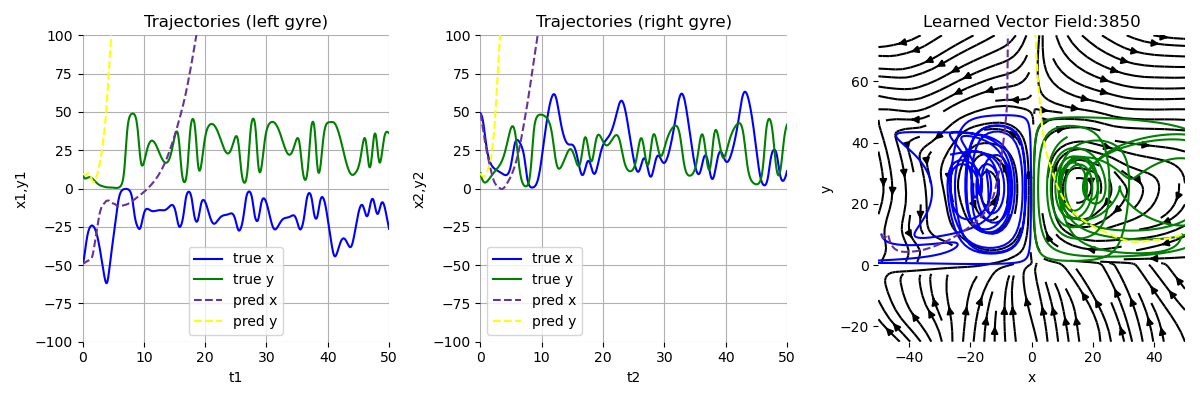 Trajectories (left gyre)
100
75
50
25
0
−25
−50
−75
−100
0
10
20
30
40
50
x1,y1
t1
true x
true y
pred x
pred y
Trajectories (right gyre)
100
75
50
25
0
−25
−50
−75
−100
0
10
20
30
40
50
x2,y2
t2
true x
true y
pred x
pred y
Learned Vector Field:3850
60
40
20
0
−20
−40
−20
0
20
40
y
x